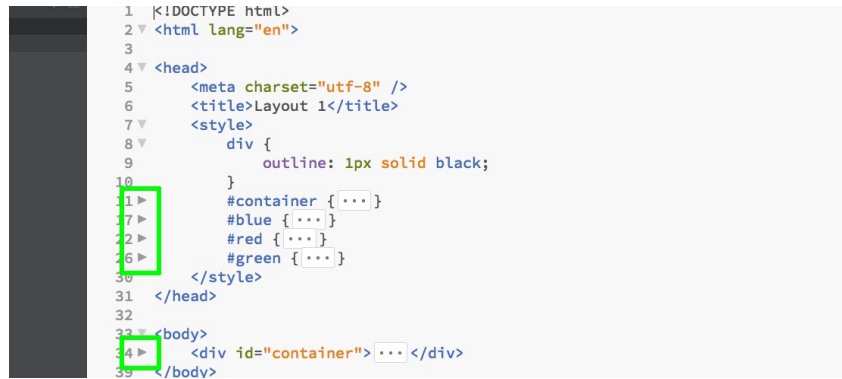 1 <!DOCTYPE html>
2 ▼ <html lang="en">
3
4 ▼ <head>
5 <meta charset="utf-8" />
6 <title>Layout 1</title>
7 ▼ <style>
8 ▼ div {
9 outline: 1px solid black;
10 }
11 ▶ #container {···}
17 ▶ #blue {···}
22 ▶ #red {···}
26 ▶ #green {···}
30 </style>
31 </head>
32
33 ▼ <body>
34 ▶ <div id="container">···</div>
39 </body>